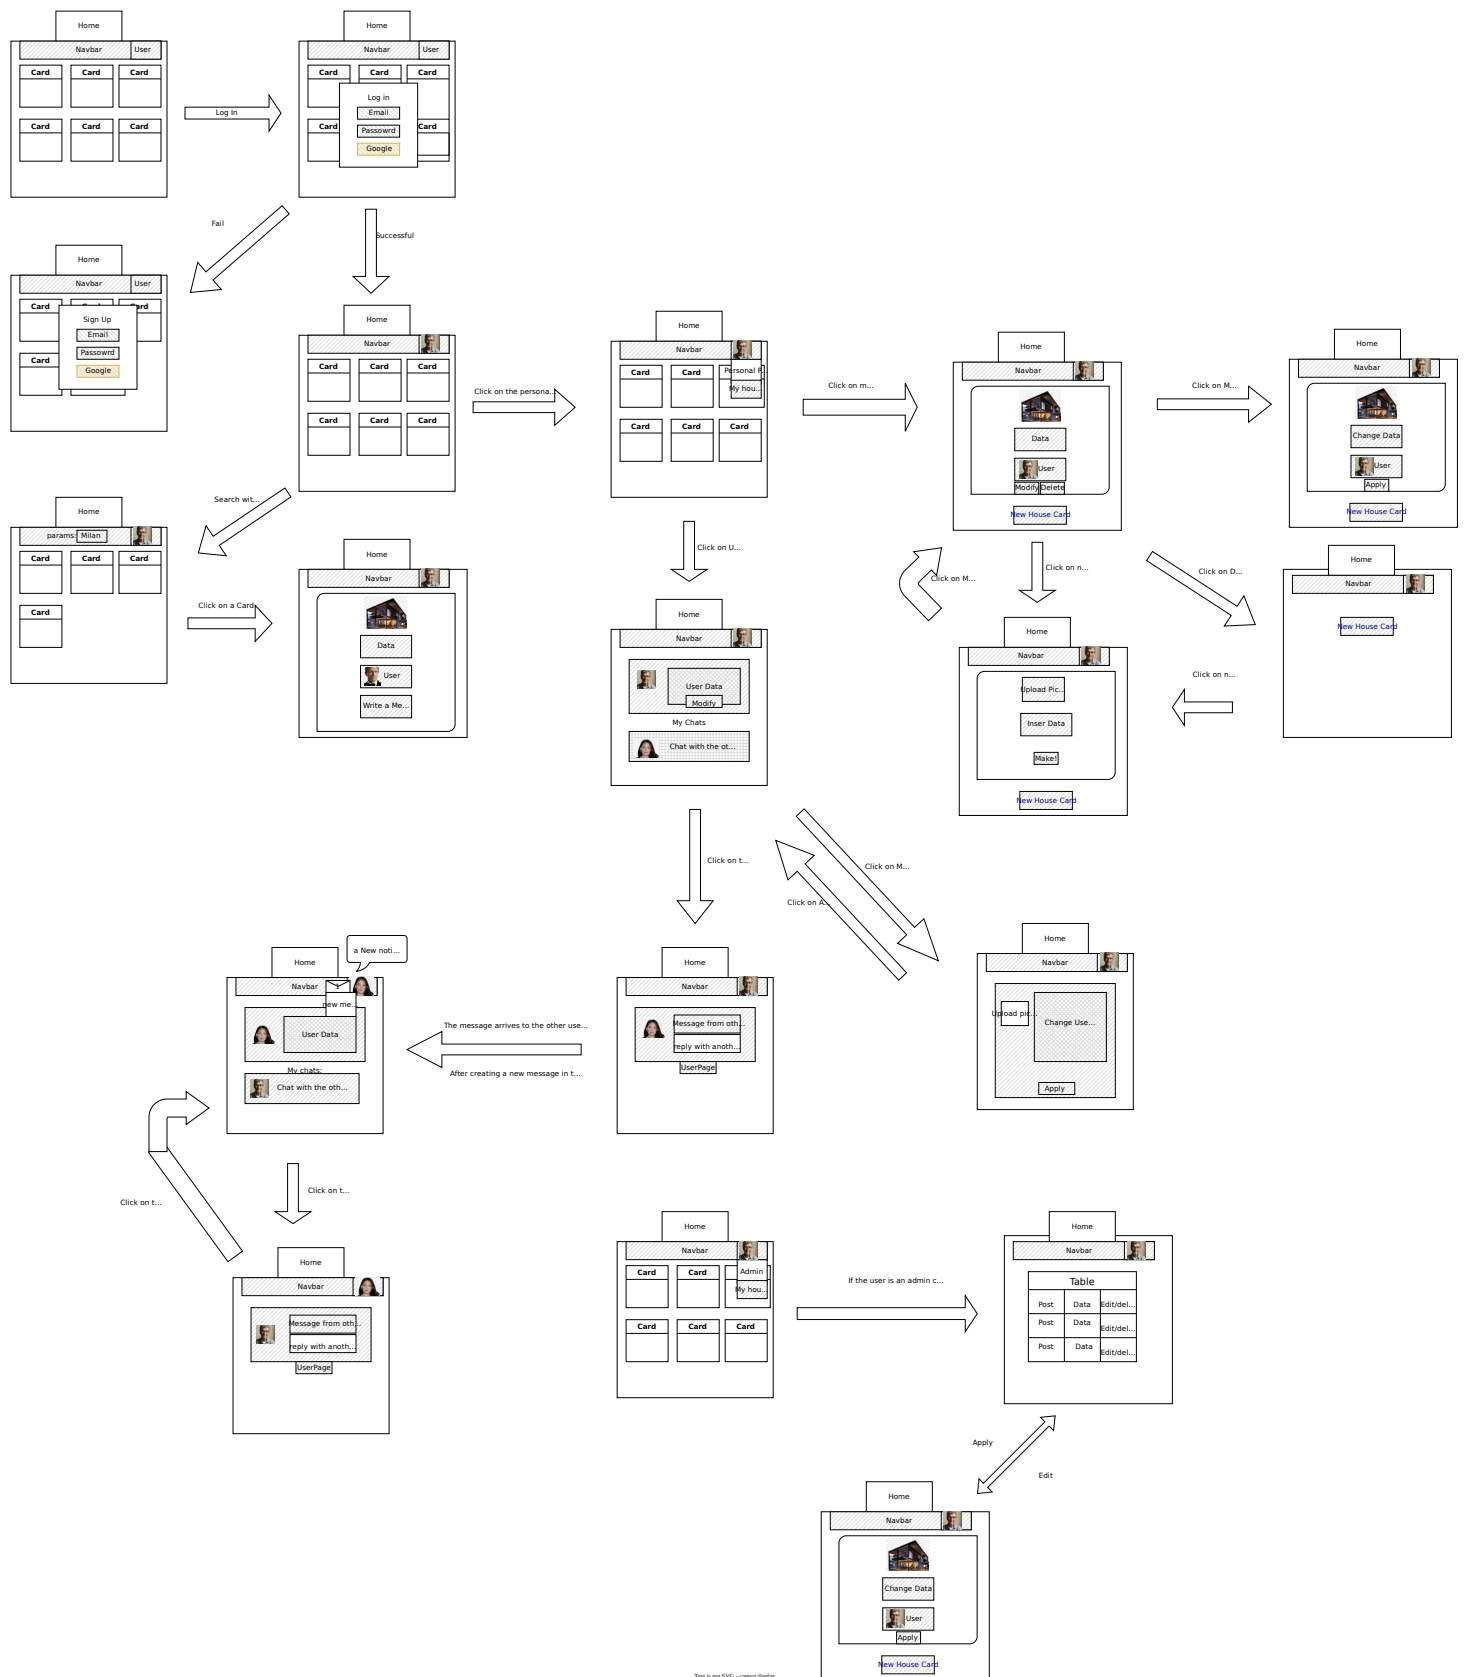 Home
Navbar
User
Card
Card
Card
Card
Card
Card
Log In
Home
Navbar
User
Card
Card
Card
Card
Card
Log in
Email
Passowrd
Google
Fail
Successful
Home
Navbar
User
Card
Card
Sign Up
Email
Passowrd
Google
Home
Navbar
Card
Card
Card
Card
Card
Card
Click on the persona...
Home
Navbar
Card
Card
Personal P...
My hou...
Card
Card
Card
Click on m...
Home
Navbar
Data
User
Modify
Delete
New House Card
Click on M...
Home
Navbar
Change Data
User
Apply
New House Card
Search wit...
Home
params:
Milan
Card
Card
Card
Card
Click on a Card
Home
Navbar
Data
User
Write a Me...
Click on U...
Home
Navbar
User Data
Modify
My Chats
Chat with the ot...
Click on M...
Click on n...
Click on D...
Home
Navbar
New House Card
Click on n...
Home
Navbar
Upload Pic...
Inser Data
Make!
New House Card
Click on t...
Click on M...
Click on A...
Home
Navbar
Upload pic...
Change Use...
Apply
a New noti...
Home
Navbar
1
new me...
User Data
My chats:
Chat with the oth...
The message arrives to the other use...
After creating a new message in t...
Home
Navbar
Message from oth...
reply with anoth...
UserPage
Click on t...
Click on t...
Home
Navbar
Message from oth...
reply with anoth...
UserPage
Home
Navbar
Card
Card
Admin
My hou...
Card
Card
Card
If the user is an admin c...
Home
Navbar
Table
Post
Data
Edit/del...
Post
Data
Edit/del...
Post
Data
Edit/del...
Apply
Edit
Home
Navbar
Change Data
User
Apply
New House Card
Text is not SVG - cannot display